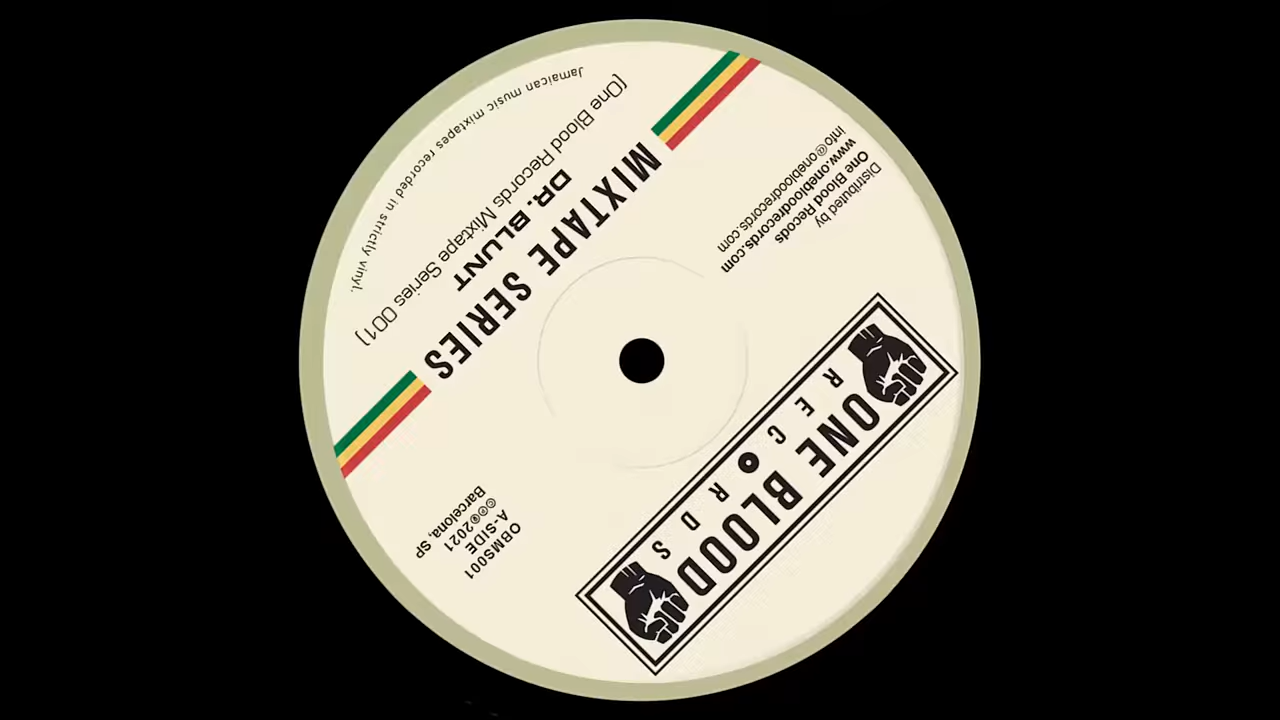 ONE BLOOD
RECORDS
Distributed by
One Blood Recods
www.onebloodrecords.com
info@onebloodrecords.com
OBMS001
A-SIDE
©℗®2021
Barcelona, SP
MIXTAPE SERIES
DR. BLUNT
[One Blood Records Mixtape Series 001]
Jamaican music mixtapes recorded in strictly vinyl.